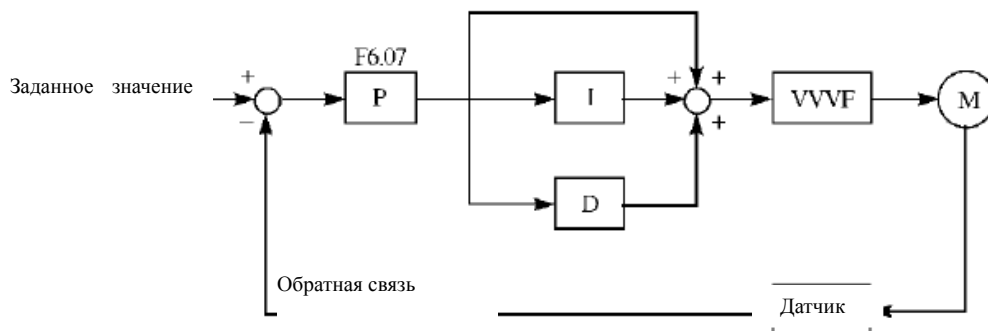 F6.07
Заданное значение
+
−
P
I
D
+
+
+
VVVF
M
Обратная связь
Датчик